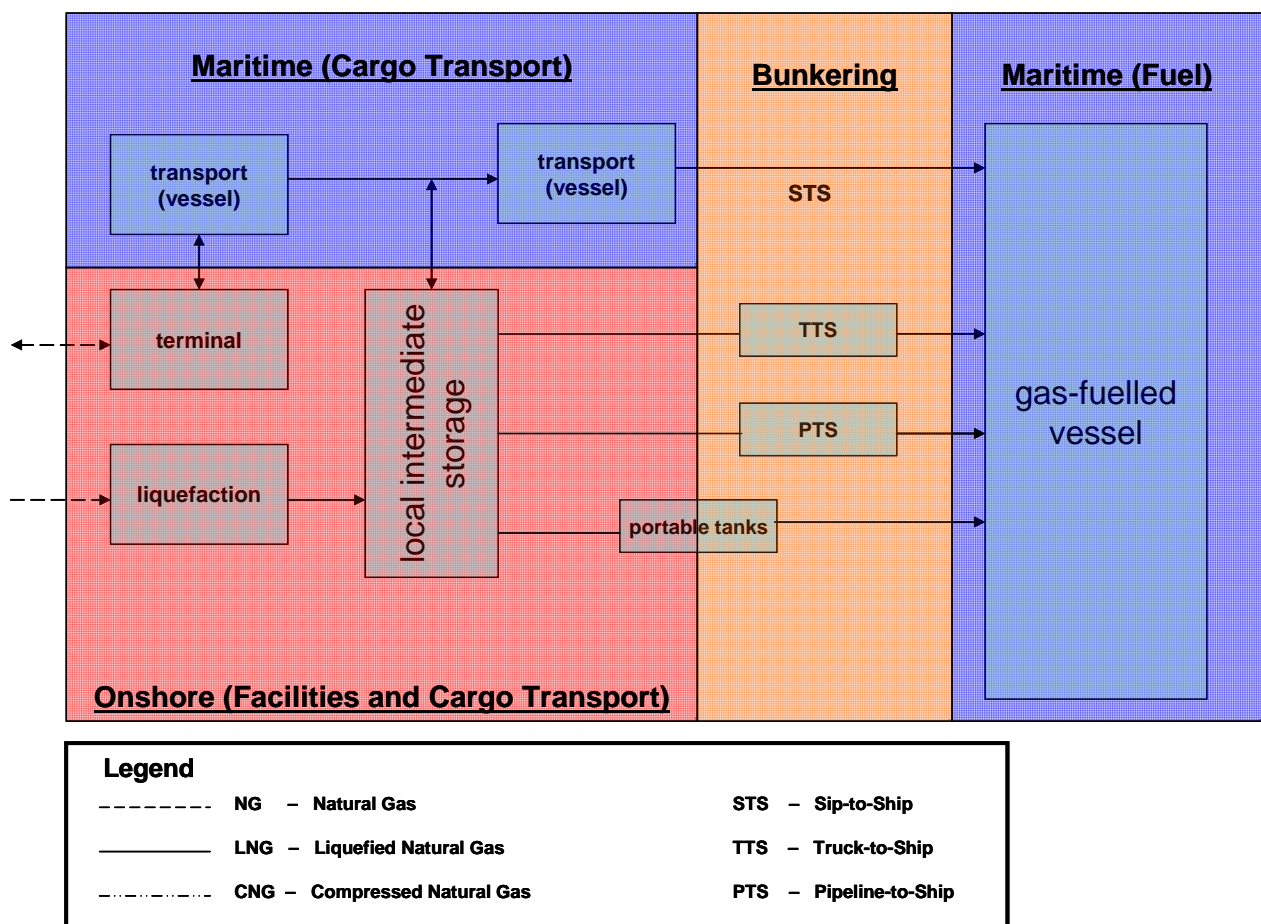 Maritime (Cargo Transport)
Bunkering
Maritime (Fuel)
transport
(vessel)
transport
(vessel)
STS
terminal
local intermediate
storage
TTS
gas-fuelled
vessel
PTS
liquefaction
portable tanks
Onshore (Facilities and Cargo Transport)
Legend
NG – Natural Gas
STS – Sip-to-Ship
LNG – Liquefied Natural Gas
TTS – Truck-to-Ship
CNG – Compressed Natural Gas
PTS – Pipeline-to-Ship